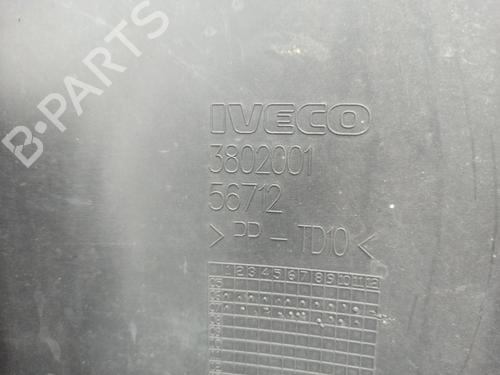 B-PARTS
IVECO
3802001
56712
> PP - TD10 <
1 2 3 4 5 6 7 8 9 10 11 12